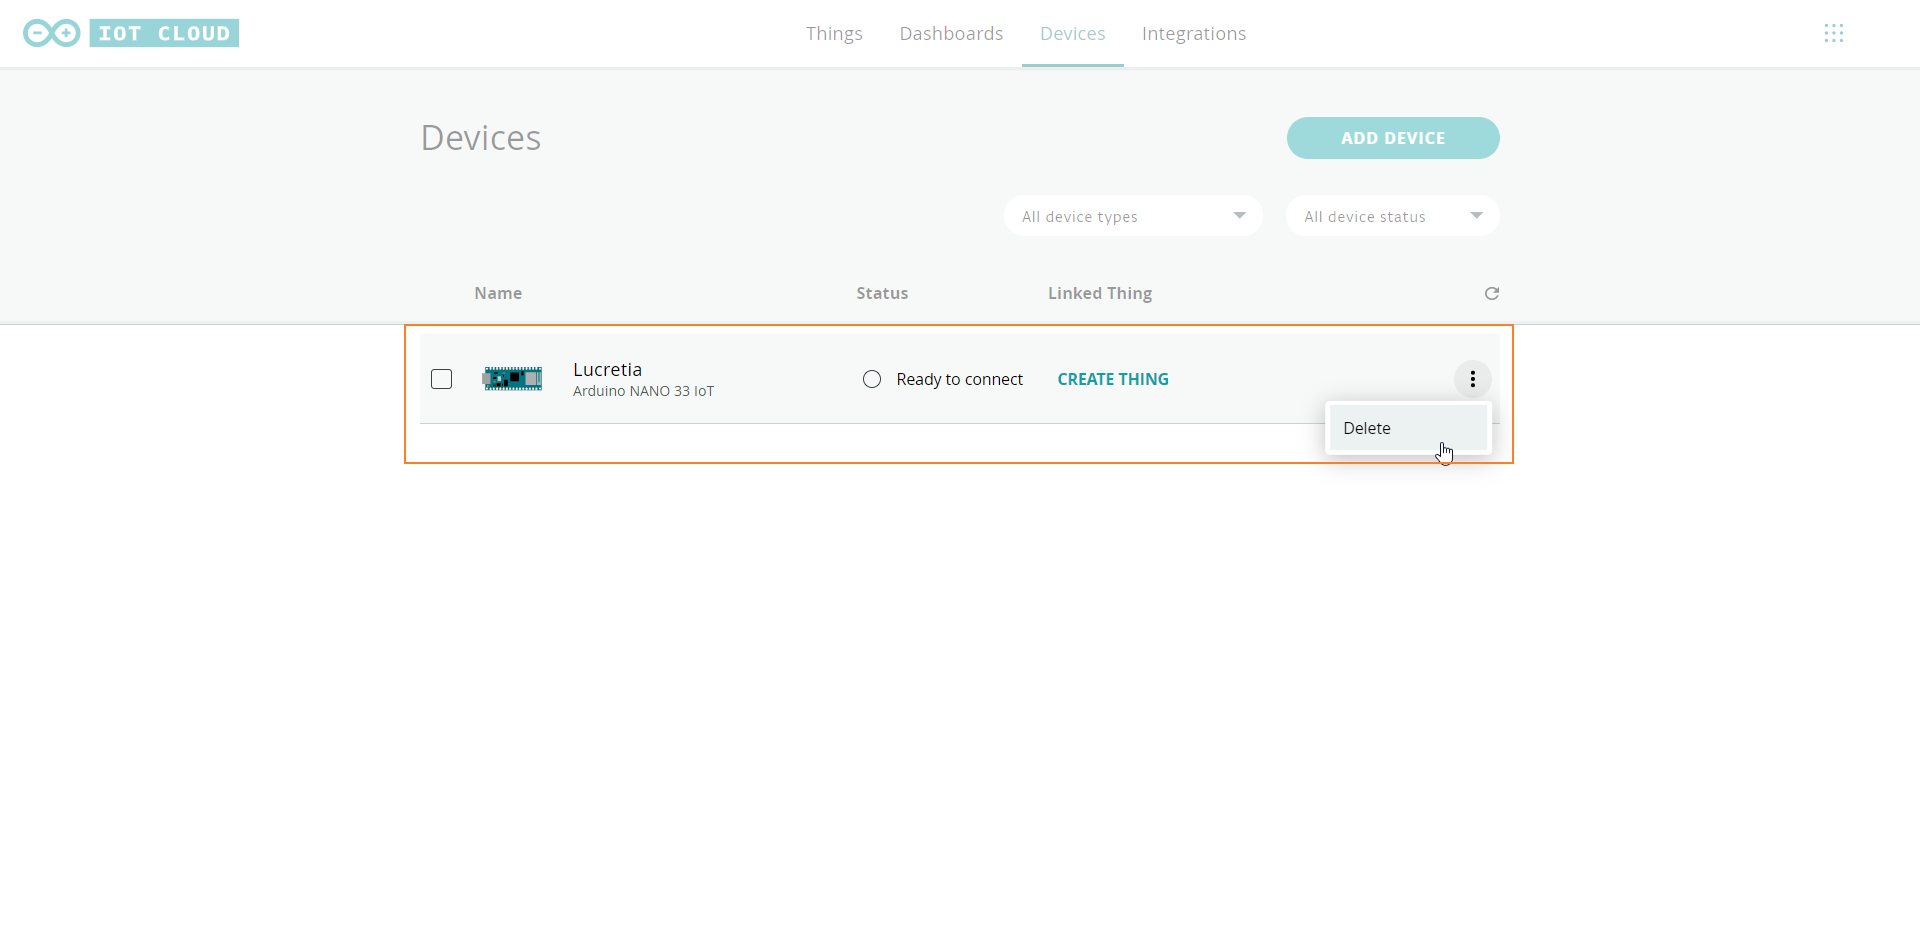 IOT CLOUD
Things Dashboards Devices Integrations
Devices
ADD DEVICE
All device types All device status
Name Status Linked Thing
Lucretia
Arduino NANO 33 IoT
Ready to connect
CREATE THING
Delete